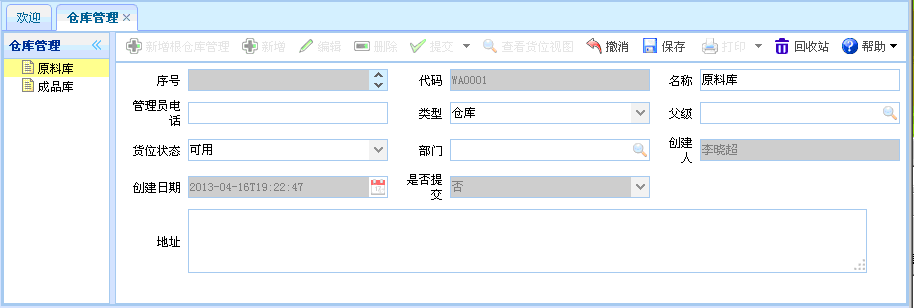 欢迎 仓库管理
仓库管理 新增根仓库管理 新增 编辑 删除 提交 查看货位视图 撤消 保存 打印 回收站 帮助
原料库
成品库
序号 代码 WA0001 名称 原料库
管理员电话 类型 仓库 父级
货位状态 可用 部门 创建人 李晓超
创建日期 2013-04-16T19:22:47 是否提交 否
地址